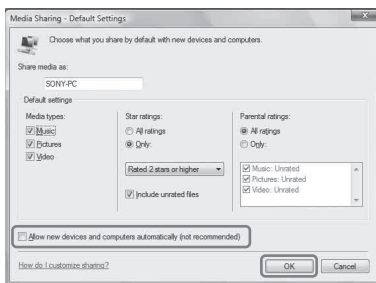 Media Sharing - Default Settings
Choose what you share by default with new devices and computers.
Share media as:
SONY-PC
Default settings
Media types:
Music
Pictures
Video
Star ratings:
All ratings
Only:
Rated 2 stars or higher
Include unrated files
Parental ratings:
All ratings
Only:
Music: Unrated
Pictures: Unrated
Video: Unrated
Allow new devices and computers automatically (not recommended)
How do I customize sharing?
OK
Cancel